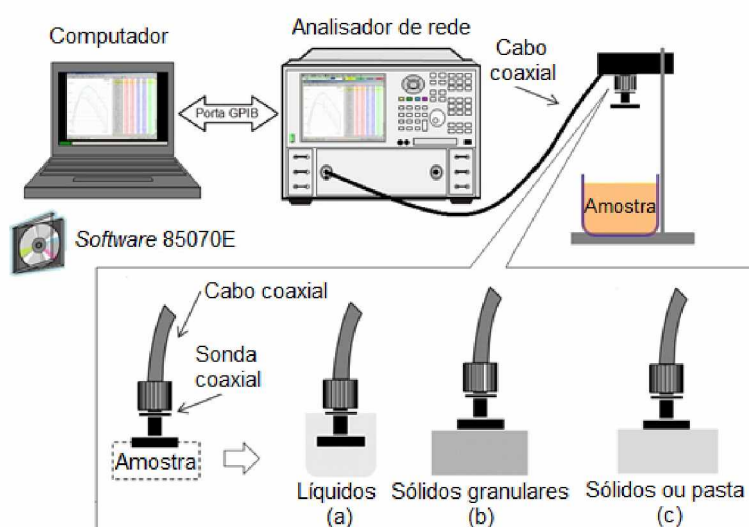 Computador
Analisador de rede
Cabo
coaxial
Porta GPIB
Amostra
Software 85070E
Cabo coaxial
Sonda
coaxial
Amostra
Líquidos
(a)
Sólidos granulares
(b)
Sólidos ou pasta
(c)